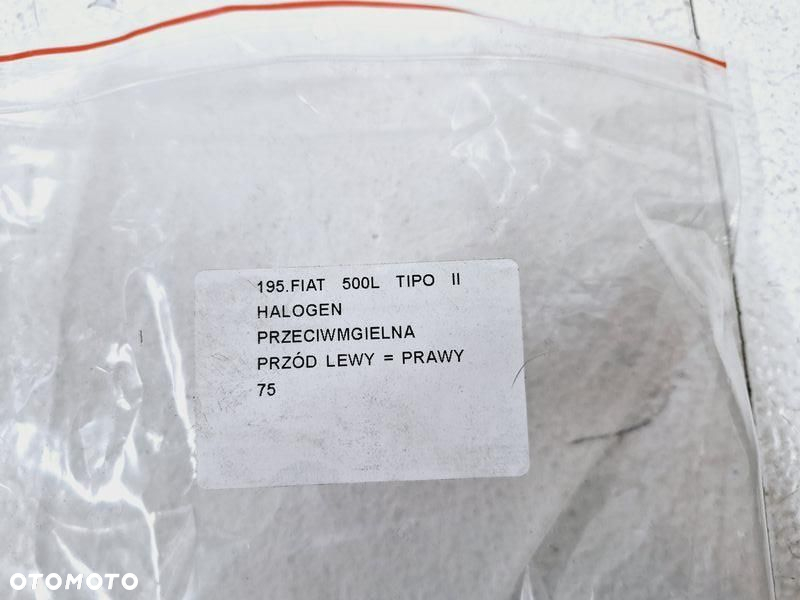 195.FIAT 500L TIPO II
HALOGEN
PRZECIWMGIELNA
PRZÓD LEWY = PRAWY
75
OTOMOTO